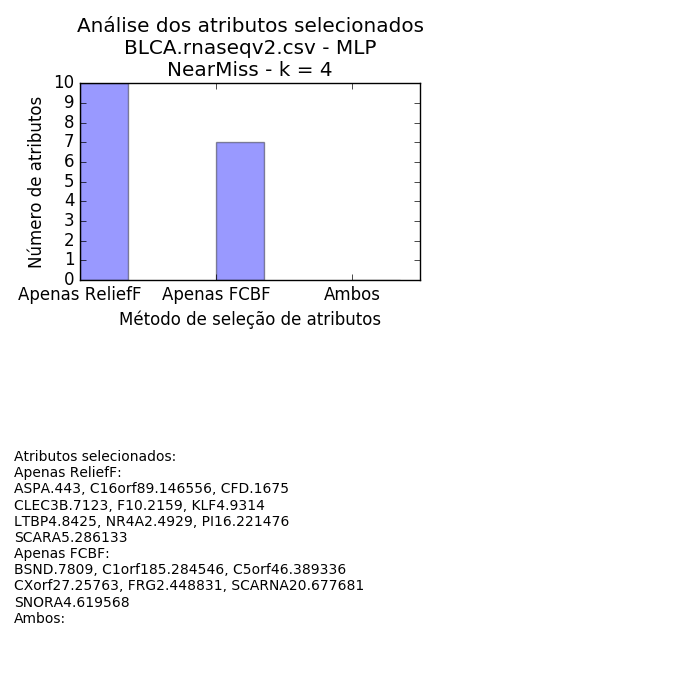 Análise dos atributos selecionados
BLCA.rnaseqv2.csv - MLP
NearMiss - k = 4
10
9
8
7
6
5
4
3
2
1
0
Número de atributos
Apenas ReliefF
Apenas FCBF
Ambos
Método de seleção de atributos
Atributos selecionados:
Apenas ReliefF:
ASPA.443, C16orf89.146556, CFD.1675
CLEC3B.7123, F10.2159, KLF4.9314
LTBP4.8425, NR4A2.4929, PI16.221476
SCARA5.286133
Apenas FCBF:
BSND.7809, C1orf185.284546, C5orf46.389336
CXorf27.25763, FRG2.448831, SCARNA20.677681
SNORA4.619568
Ambos: